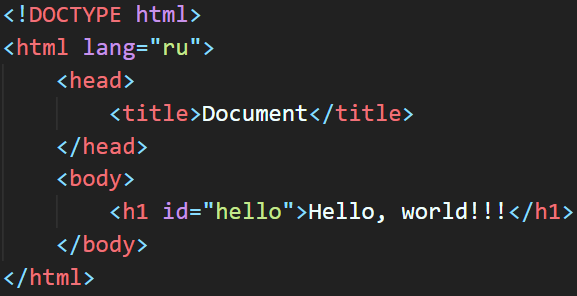 <!DOCTYPE html>
<html lang="ru">
    <head>
        <title>Document</title>
    </head>
    <body>
        <h1 id="hello">Hello, world!!!</h1>
    </body>
</html>